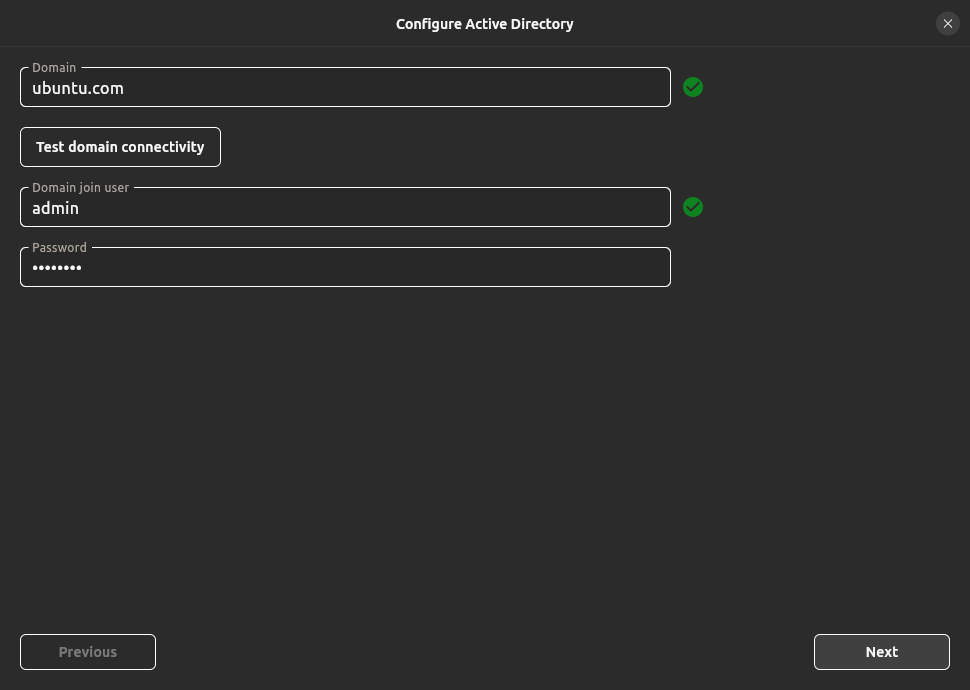 Configure Active Directory
Domain
ubuntu.com
Test domain connectivity
Domain join user
admin
Password
••••••••
Previous
Next